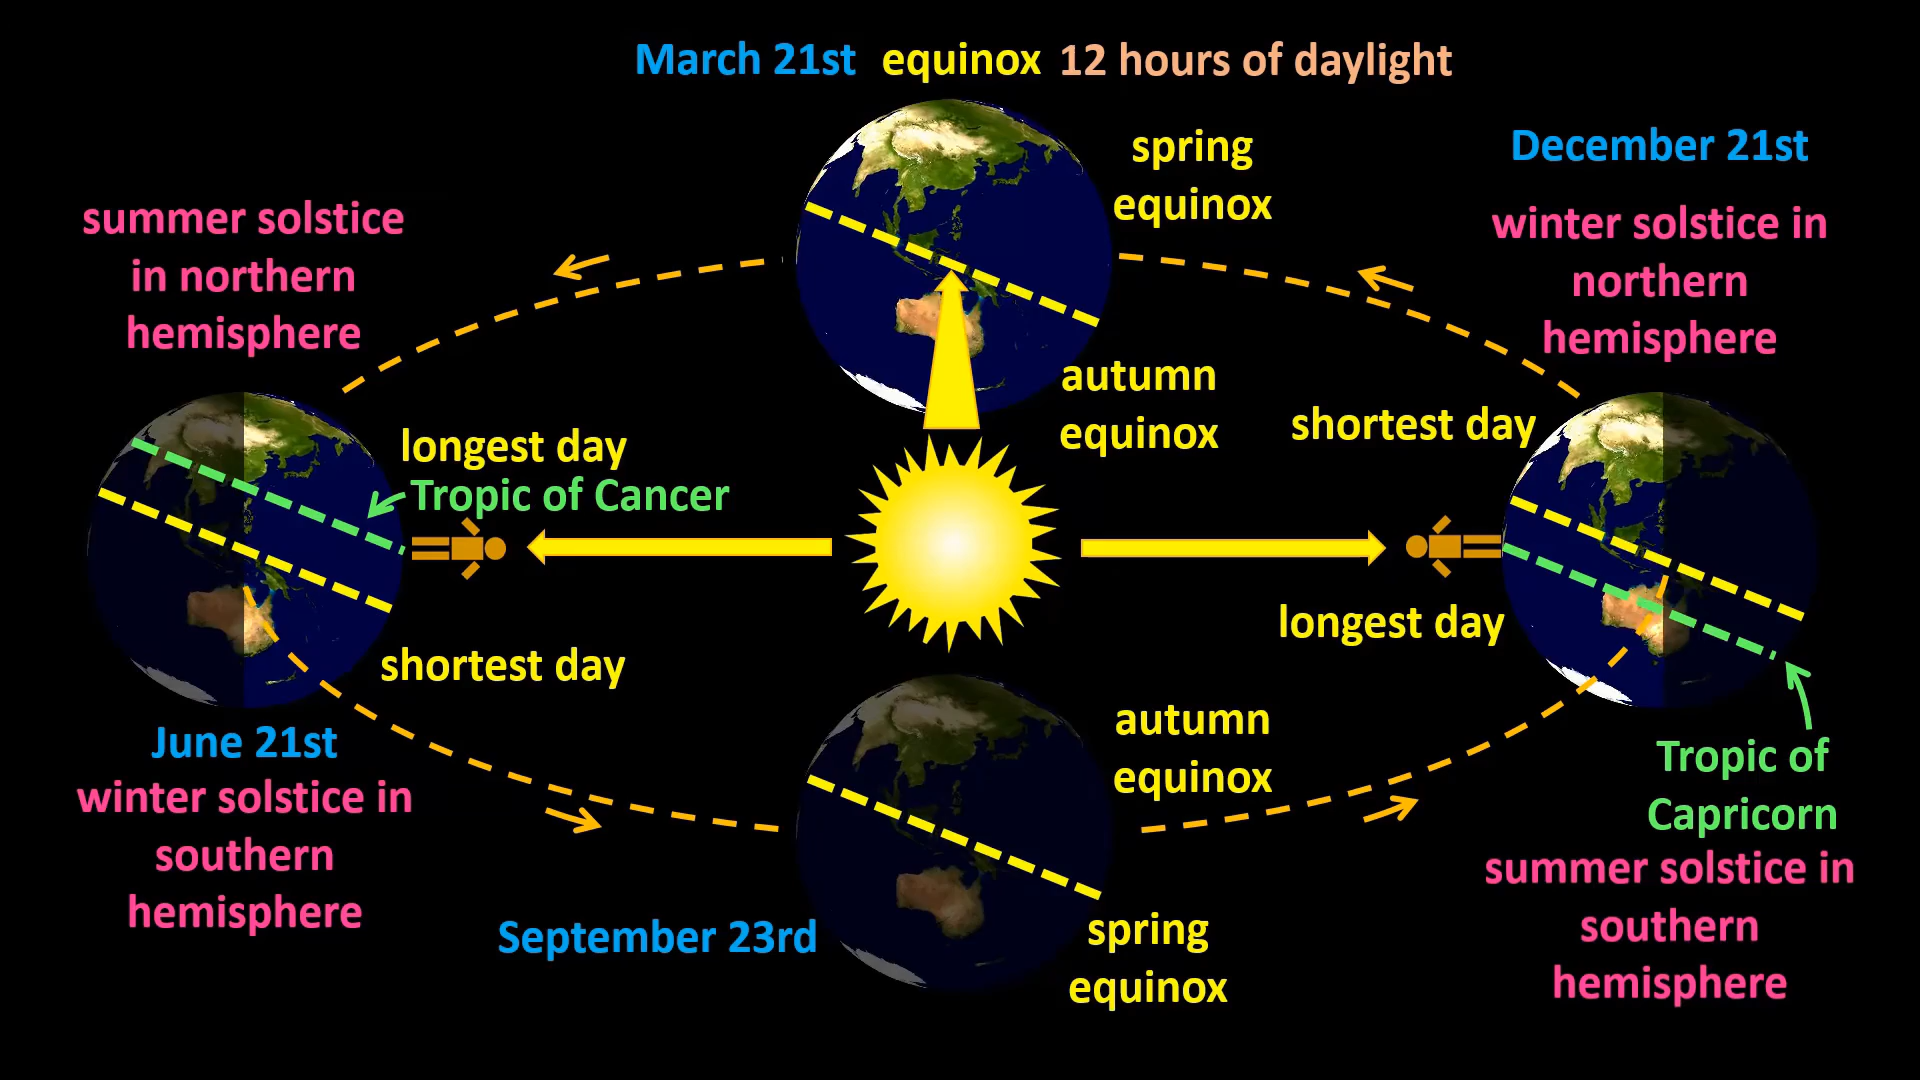 March 21st equinox 12 hours of daylight
spring
equinox
autumn
equinox
summer solstice
in northern
hemisphere
longest day
Tropic of Cancer
shortest day
June 21st
winter solstice in
southern
hemisphere
December 21st
winter solstice in
northern
hemisphere
shortest day
longest day
Tropic of
Capricorn
summer solstice in
southern
hemisphere
autumn
equinox
September 23rd
spring
equinox